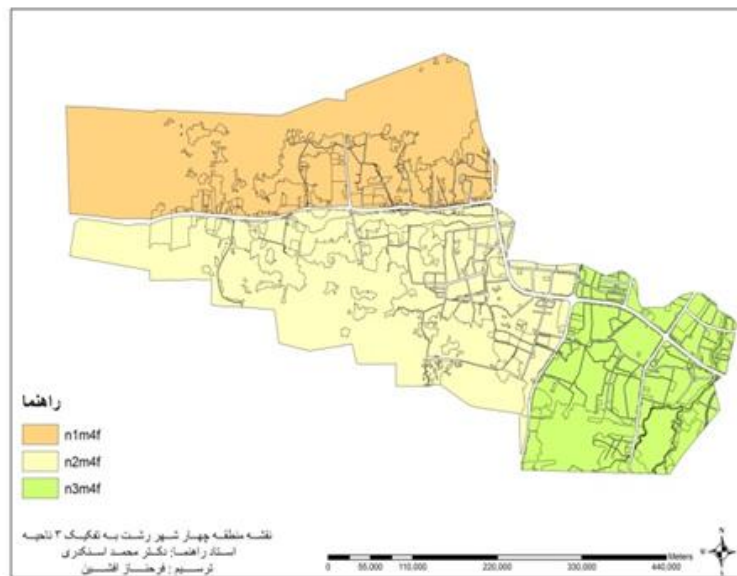 راهنما
n1m4f
n2m4f
n3m4f
نقشه منطقه چهار شهر رشت به تفکیک ۳ ناحیه
استاد راهنما: دکتر محمد اسکندری
ترسیم : فرحناز افشین
Meters
0 55.000 110.000 220.000 330.000 440.000